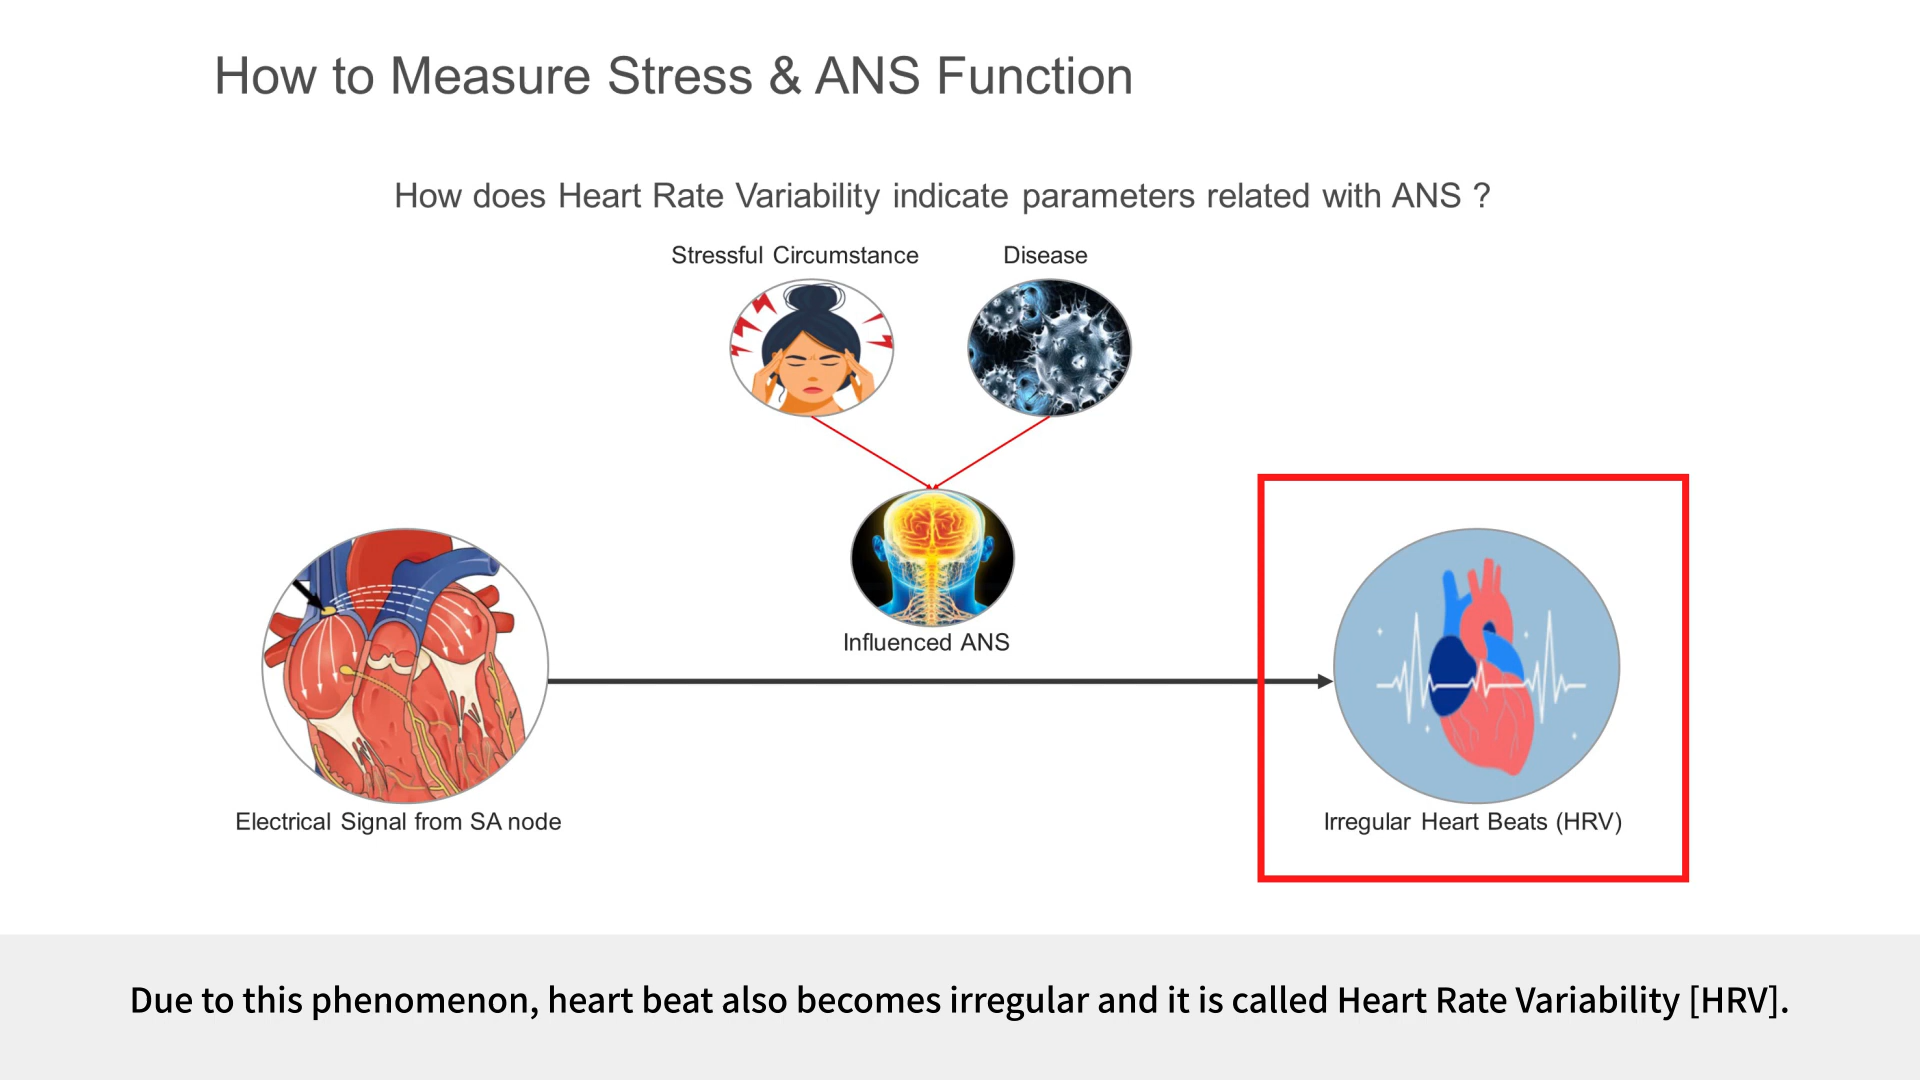 How to Measure Stress & ANS Function
How does Heart Rate Variability indicate parameters related with ANS ?
Stressful Circumstance
Disease
Influenced ANS
Electrical Signal from SA node
Irregular Heart Beats (HRV)
Due to this phenomenon, heart beat also becomes irregular and it is called Heart Rate Variability [HRV].